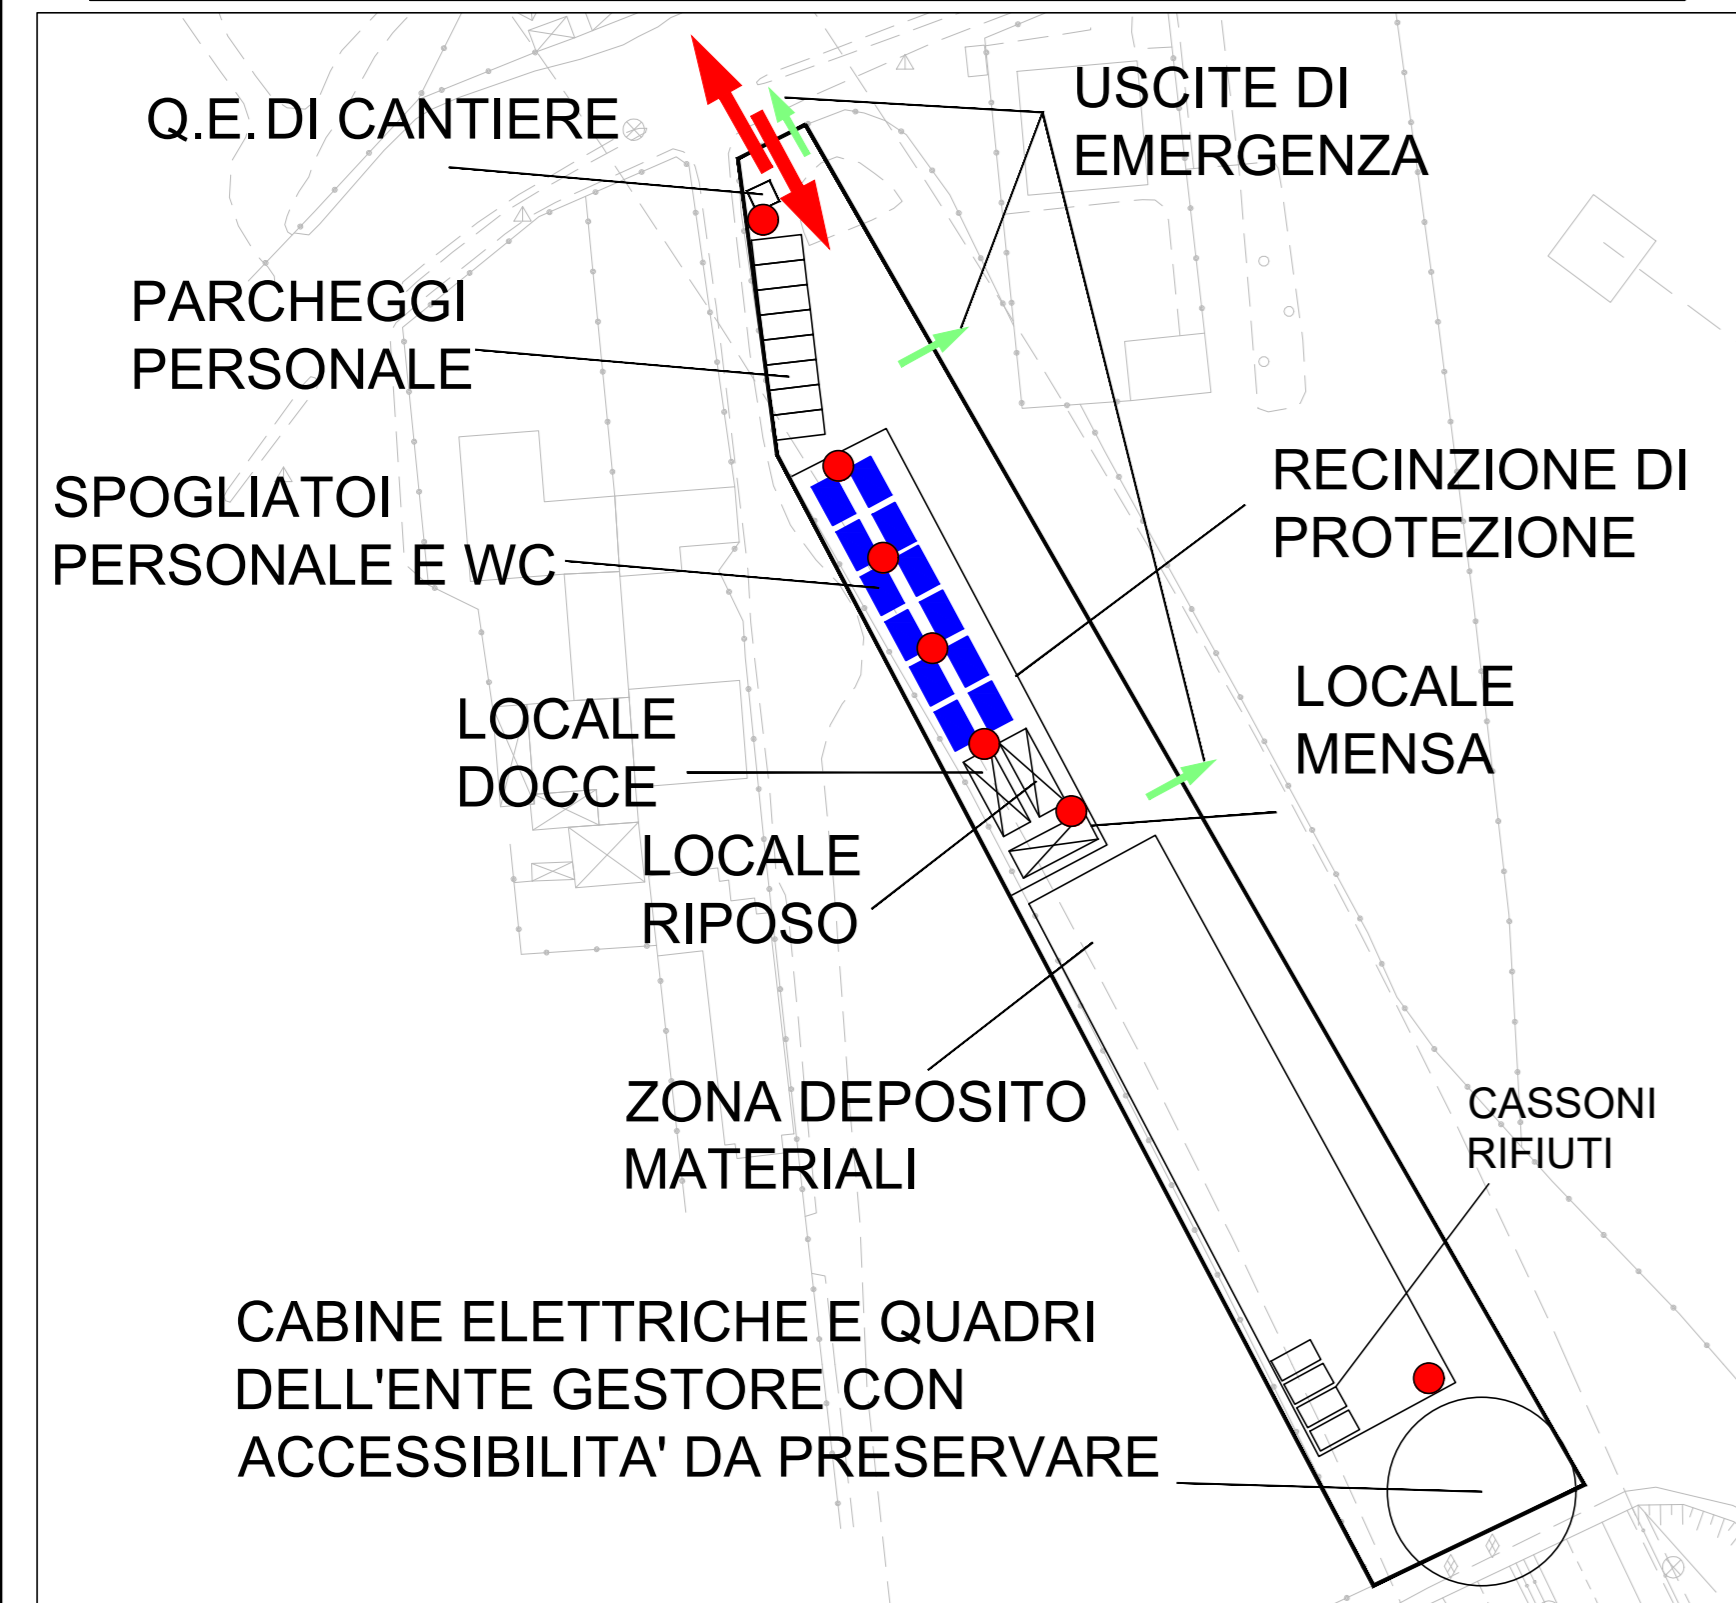 Q.E. DI CANTIERE
USCITE DI
EMERGENZA
PARCHEGGI
PERSONALE
SPOGLIATOI
PERSONALE E WC
RECINZIONE DI
PROTEZIONE
LOCALE
DOCCE
LOCALE
MENSA
LOCALE
RIPOSO
ZONA DEPOSITO
MATERIALI
CASSONI
RIFIUTI
CABINE ELETTRICHE E QUADRI
DELL'ENTE GESTORE CON
ACCESSIBILITA' DA PRESERVARE